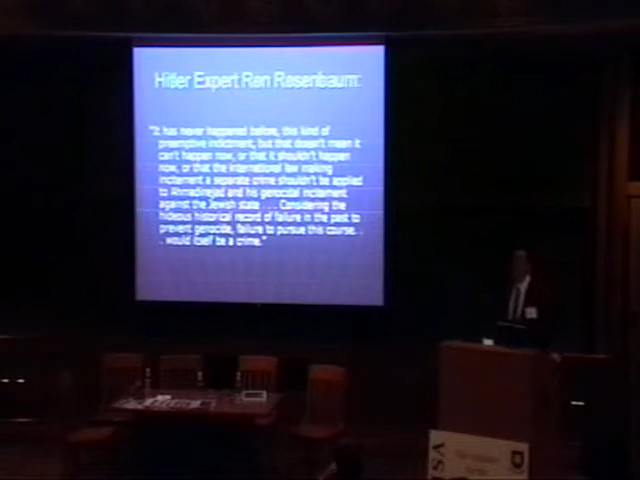 Hitler Expert Ron Rosenbaum:
"It has never happened before, this kind of
preemptive indictment, but that doesn't mean it
can't happen now, or that it shouldn't happen
now, or that the international law making
incitement a separate crime shouldn't be applied
to Ahmadinejad and his genocidal incitement
against the Jewish state . . . Considering the
hideous historical record of failure in the past to
prevent genocide, failure to pursue this course. .
. would itself be a crime."
SA